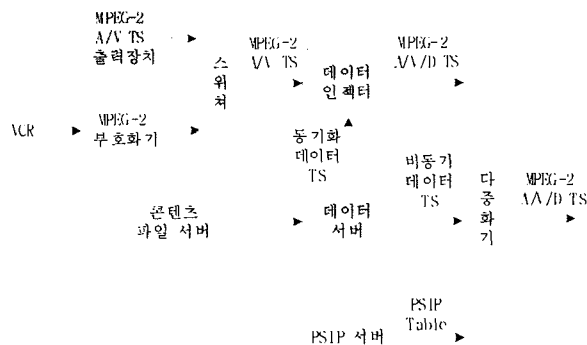 MPEG-2
A/V TS
출력장치
스
위
쳐
MPEG-2
A/V TS
데이터
인젝터
MPEG-2
A/V/D TS
VCR
MPEG-2
부호화기
동기화
데이터
TS
비동기
데이터
TS
다
중
화
기
MPEG-2
A/V/D TS
콘텐츠
파일 서버
데이터
서버
PSIP 서버
PSIP
Table